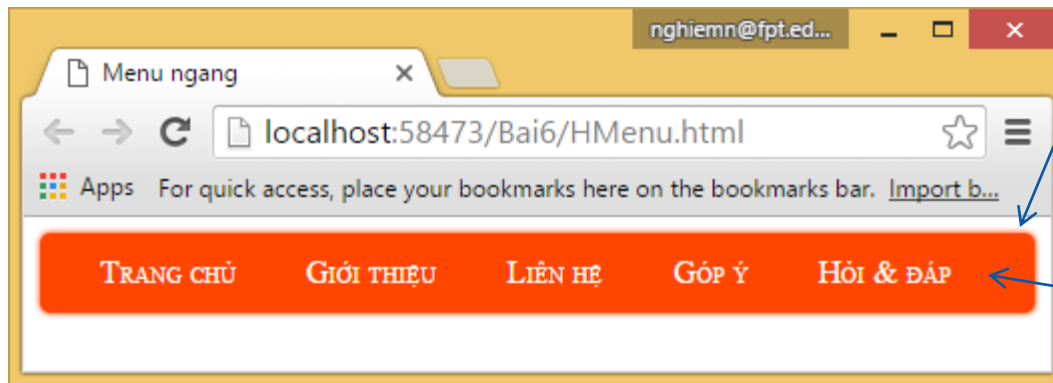 nghiemn@fpt.ed...
Menu ngang
localhost:58473/Bai6/HMenu.html
Apps For quick access, place your bookmarks here on the bookmarks bar. Import b...
Trang chủ Giới thiệu Liên hệ Góp ý Hỏi & đáp